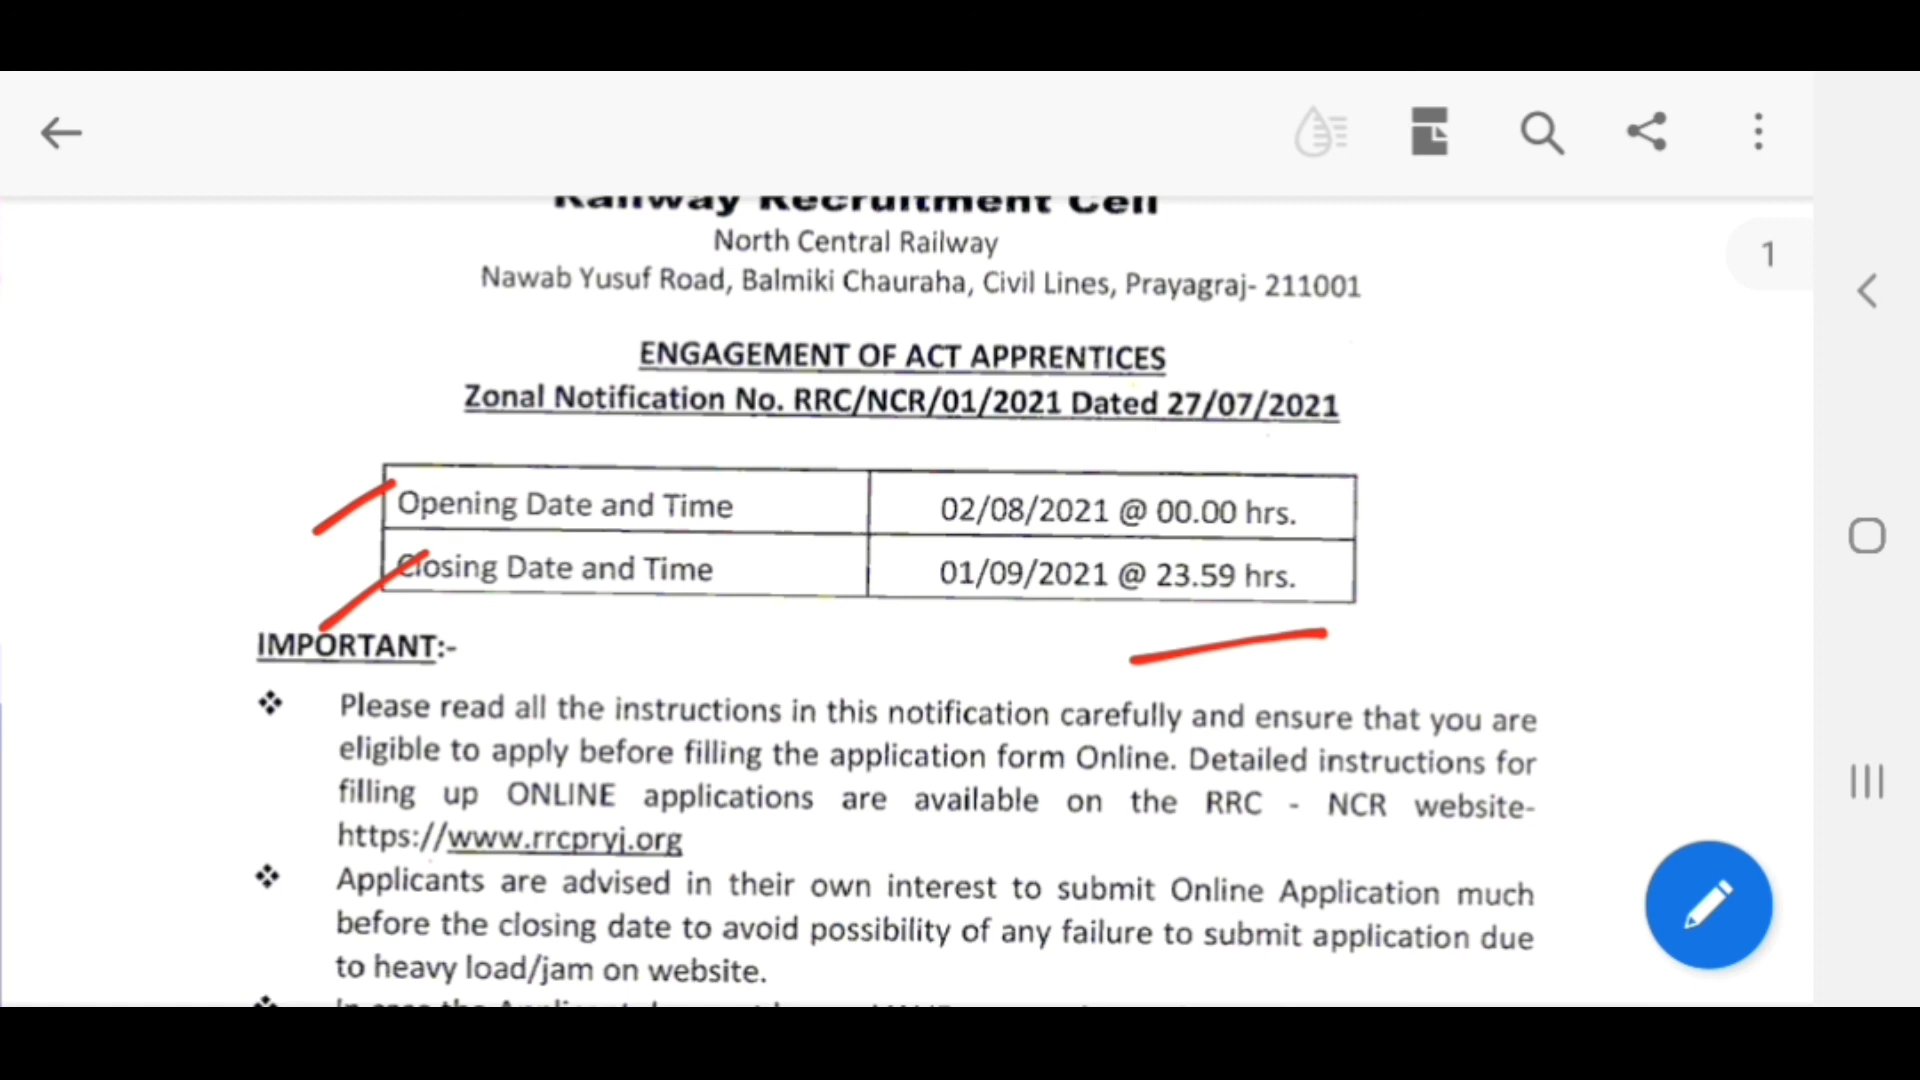 Railway Recruitment Cell
North Central Railway
Nawab Yusuf Road, Balmiki Chauraha, Civil Lines, Prayagraj- 211001
1
ENGAGEMENT OF ACT APPRENTICES
Zonal Notification No. RRC/NCR/01/2021 Dated 27/07/2021
Opening Date and Time 02/08/2021 @ 00.00 hrs.
Closing Date and Time 01/09/2021 @ 23.59 hrs.
IMPORTANT:-
❖ Please read all the instructions in this notification carefully and ensure that you are
eligible to apply before filling the application form Online. Detailed instructions for
filling up ONLINE applications are available on the RRC - NCR website-
https://www.rrcpryj.org
❖ Applicants are advised in their own interest to submit Online Application much
before the closing date to avoid possibility of any failure to submit application due
to heavy load/jam on website.